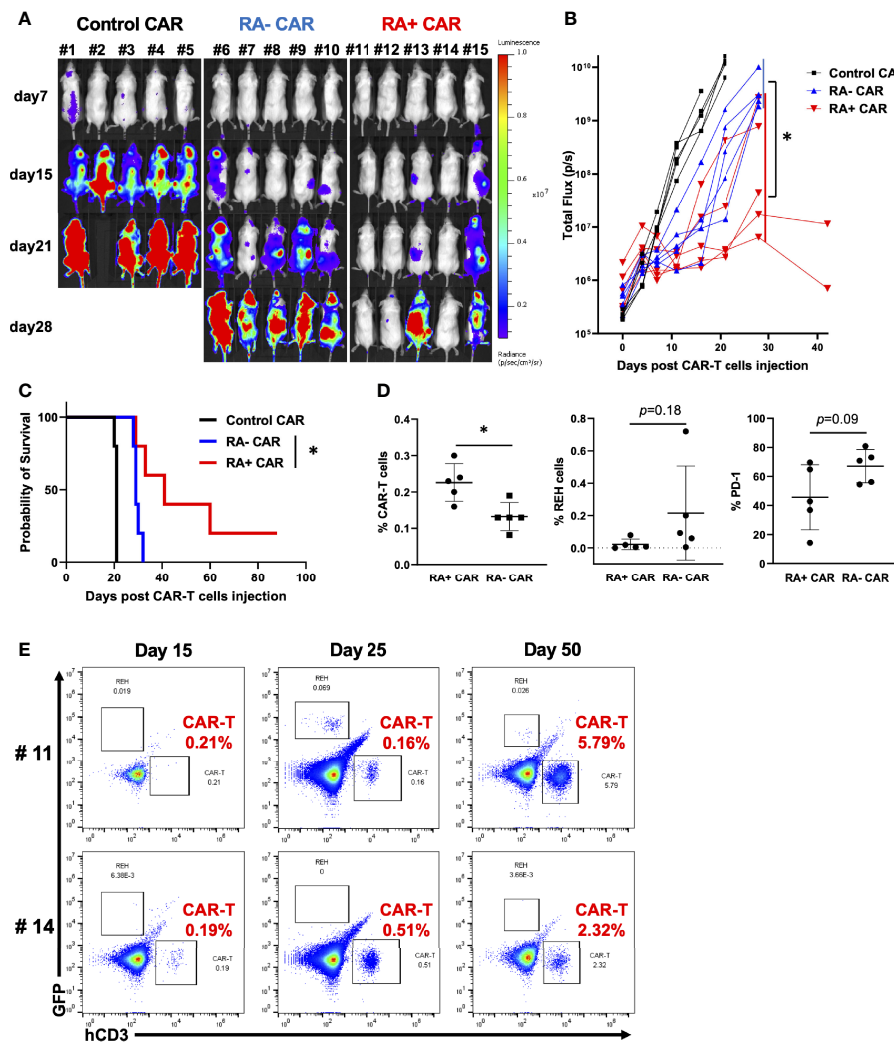 A
Control CAR RA- CAR RA+ CAR
#1 #2 #3 #4 #5 #6 #7 #8 #9 #10 #11 #12 #13 #14 #15
Luminescence
day7
day15
day21
day28
1.0
0.8
0.6
x10⁷
0.4
0.2
Radiance
(p/sec/cm²/sr)
B
Total Flux (p/s)
10¹⁰
10⁹
10⁸
10⁷
10⁶
10⁵
0 10 20 30 40
Days post CAR-T cells injection
Control CA
RA- CAR
RA+ CAR
*
C
Probability of Survival
100
50
0
0 20 40 60 80 100
Days post CAR-T cells injection
Control CAR
RA- CAR
RA+ CAR
*
D
% CAR-T cells
0.4
0.3
0.2
0.1
0.0
*
RA+ CAR RA- CAR
% REH cells
p=0.18
0.8
0.6
0.4
0.2
0.0
RA+ CAR RA- CAR
% PD-1
p=0.09
100
80
60
40
20
0
RA+ CAR RA- CAR
E
Day 15 Day 25 Day 50
# 11
REH
0.019
CAR-T
0.21%
CAR-T
0.21
REH
0.069
CAR-T
0.16%
CAR-T
0.16
REH
0.026
CAR-T
5.79%
CAR-T
5.79
# 14
REH
6.38E-3
CAR-T
0.19%
CAR-T
0.19
REH
0
CAR-T
0.51%
CAR-T
0.51
REH
3.66E-3
CAR-T
2.32%
CAR-T
2.32
GFP
hCD3